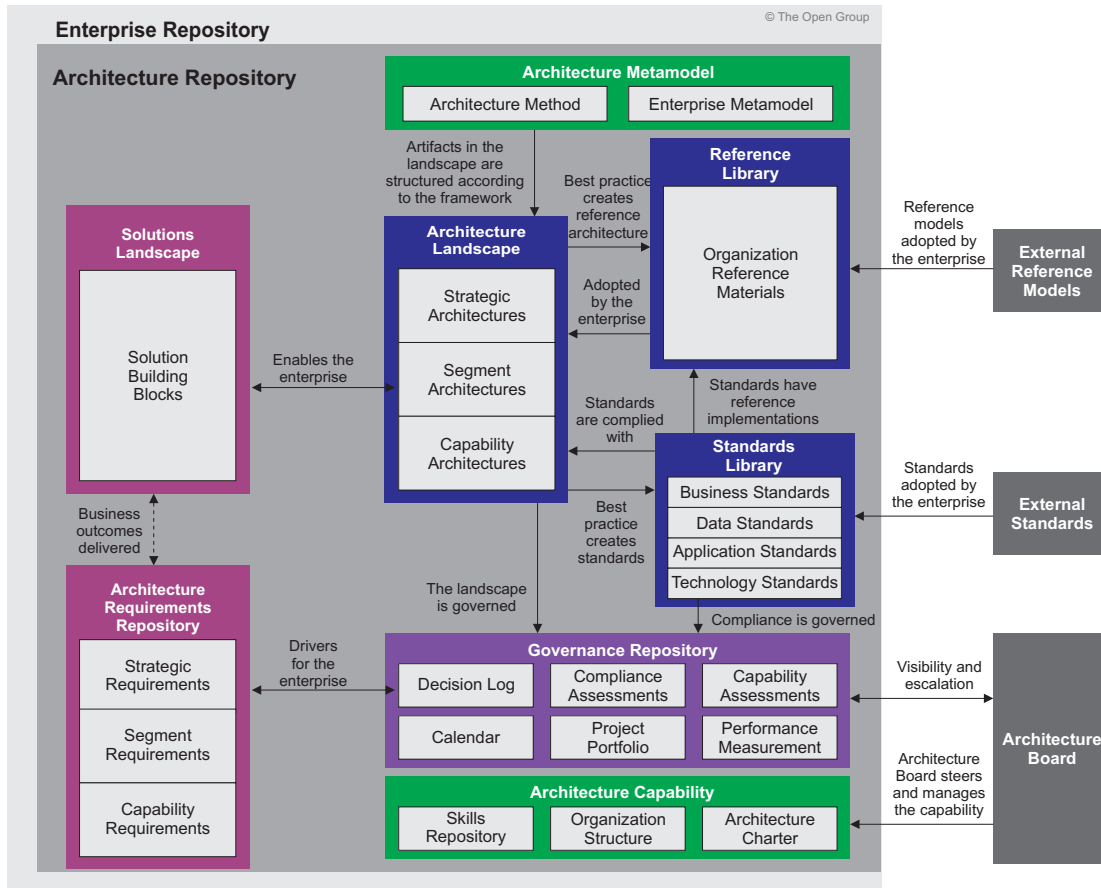 © The Open Group
Enterprise Repository
Architecture Repository
Architecture Metamodel
Architecture Method
Enterprise Metamodel
Artifacts in the
landscape are
structured according
to the framework
Best practice
creates
reference
architecture
Reference
Library
Organization
Reference
Materials
Reference
models
adopted by
the enterprise
External
Reference
Models
Solutions
Landscape
Solution
Building
Blocks
Enables the
enterprise
Architecture
Landscape
Strategic
Architectures
Segment
Architectures
Capability
Architectures
Adopted
by the
enterprise
Standards have
reference
implementations
Standards
are complied
with
Standards
Library
Business Standards
Data Standards
Application Standards
Technology Standards
Standards
adopted by
the enterprise
External
Standards
Best
practice
creates
standards
Business
outcomes
delivered
The landscape
is governed
Compliance is governed
Architecture
Requirements
Repository
Strategic
Requirements
Segment
Requirements
Capability
Requirements
Drivers
for the
enterprise
Governance Repository
Decision Log
Compliance
Assessments
Capability
Assessments
Calendar
Project
Portfolio
Performance
Measurement
Visibility and
escalation
Architecture
Board
Architecture
Board steers
and manages
the capability
Architecture Capability
Skills
Repository
Organization
Structure
Architecture
Charter